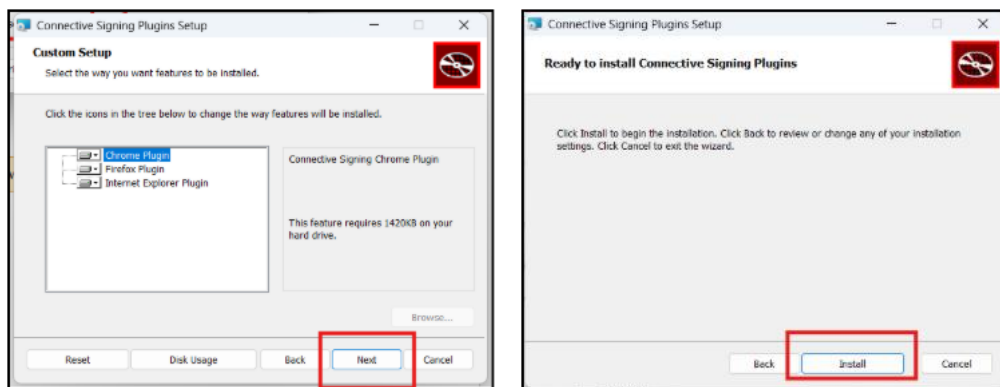 Connective Signing Plugins Setup
Custom Setup
Select the way you want features to be installed.
Click the icons in the tree below to change the way features will be installed.
Chrome Plugin
Firefox Plugin
Internet Explorer Plugin
Connective Signing Chrome Plugin
This feature requires 1420KB on your
hard drive.
Browse...
Reset
Disk Usage
Back
Next
Cancel
Connective Signing Plugins Setup
Ready to install Connective Signing Plugins
Click Install to begin the installation. Click Back to review or change any of your installation
settings. Click Cancel to exit the wizard.
Back
Install
Cancel